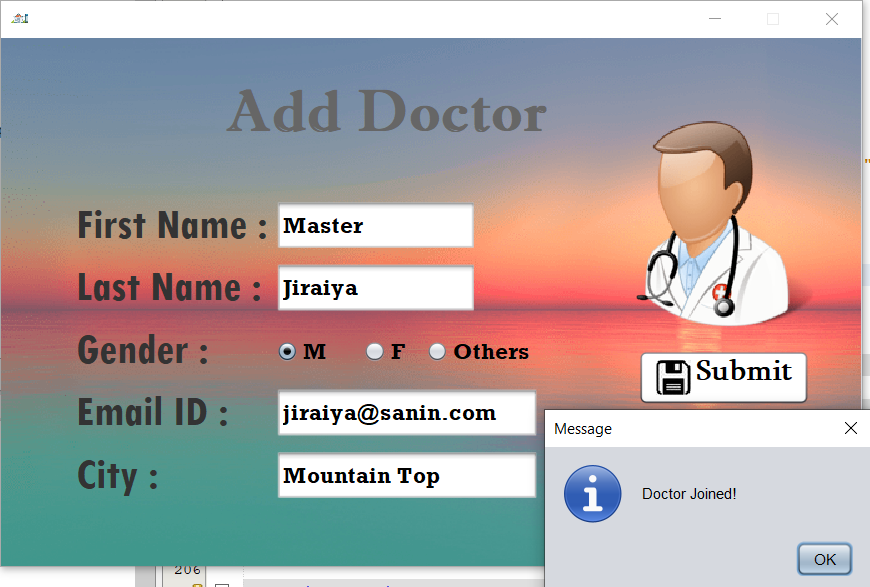 Add Doctor
First Name : Master
Last Name : Jiraiya
Gender : M F Others
Email ID : jiraiya@sanin.com
City : Mountain Top
Submit
Message
Doctor Joined!
OK
206